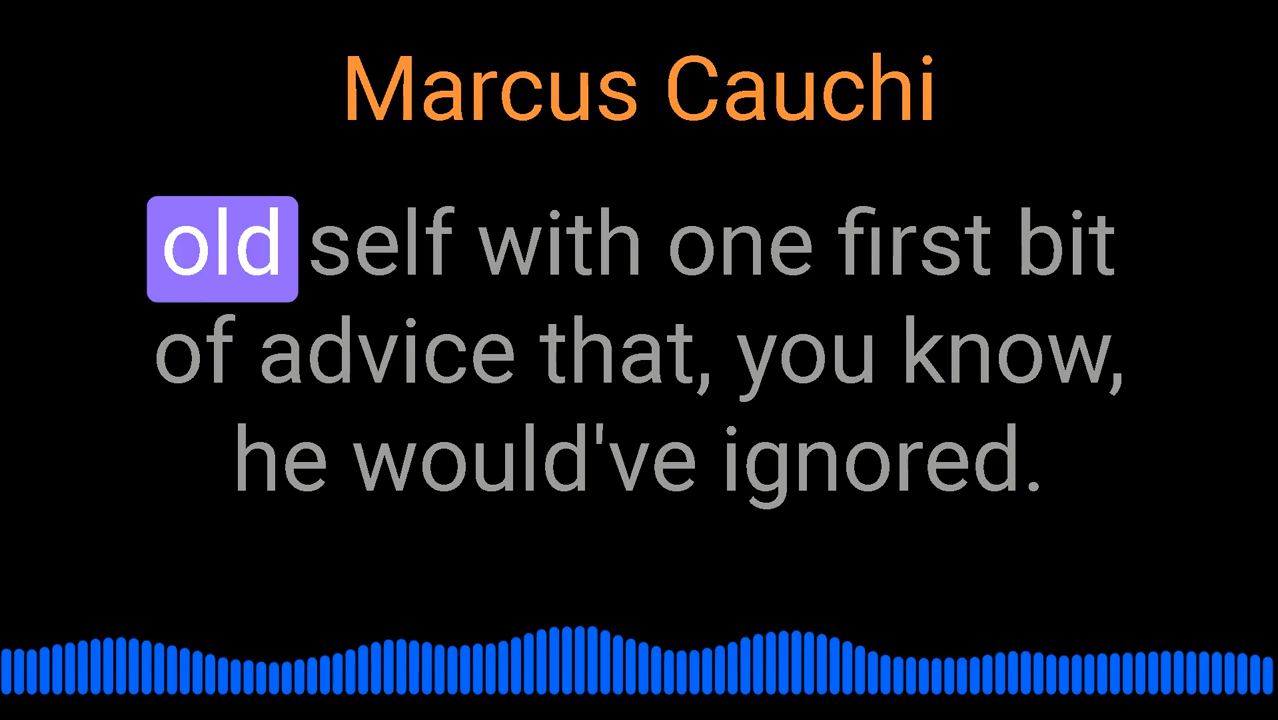 Marcus Cauchi
old self with one first bit
of advice that, you know,
he would've ignored.